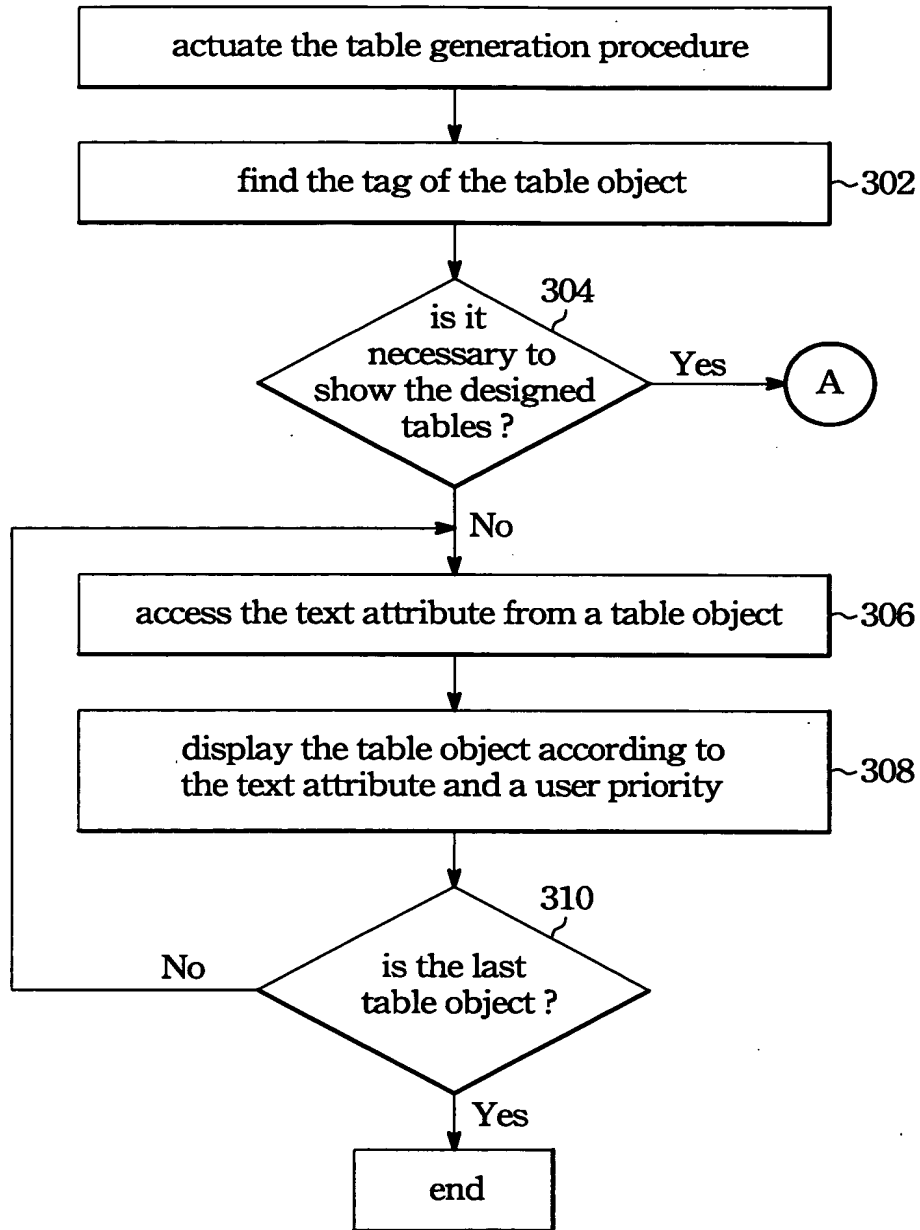 actuate the table generation procedure
find the tag of the table object
302
304
is it
necessary to
show the designed
tables ?
Yes
A
No
access the text attribute from a table object
306
display the table object according to
the text attribute and a user priority
308
310
is the last
table object ?
No
Yes
end